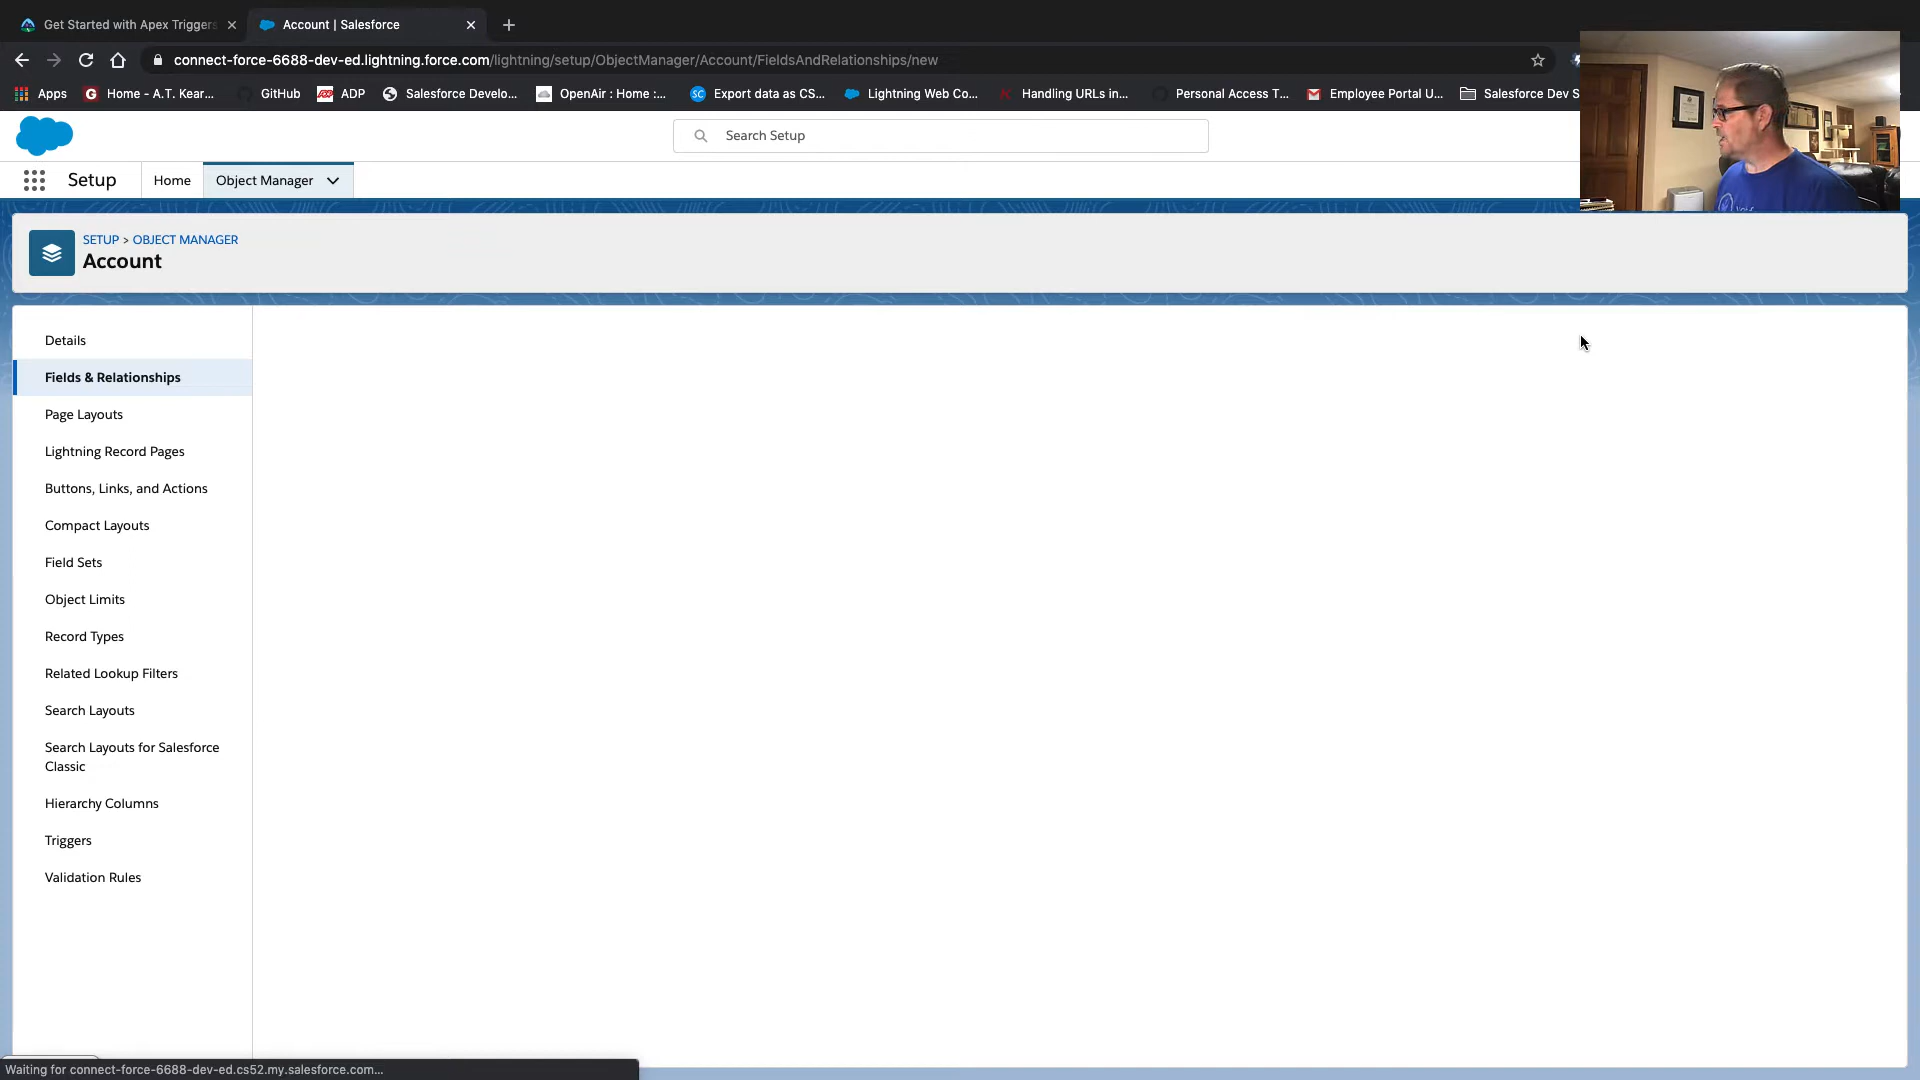 Get Started with Apex Triggers
Account | Salesforce
connect-force-6688-dev-ed.lightning.force.com/lightning/setup/ObjectManager/Account/FieldsAndRelationships/new
Apps
Home - A.T. Kear...
GitHub
ADP
Salesforce Develo...
OpenAir : Home :...
Export data as CS...
Lightning Web Co...
Handling URLs in...
Personal Access T...
Employee Portal U...
Salesforce Dev S
Search Setup
Setup
Home
Object Manager
SETUP > OBJECT MANAGER
Account
Details
Fields & Relationships
Page Layouts
Lightning Record Pages
Buttons, Links, and Actions
Compact Layouts
Field Sets
Object Limits
Record Types
Related Lookup Filters
Search Layouts
Search Layouts for Salesforce
Classic
Hierarchy Columns
Triggers
Validation Rules
Waiting for connect-force-6688-dev-ed.cs52.my.salesforce.com...